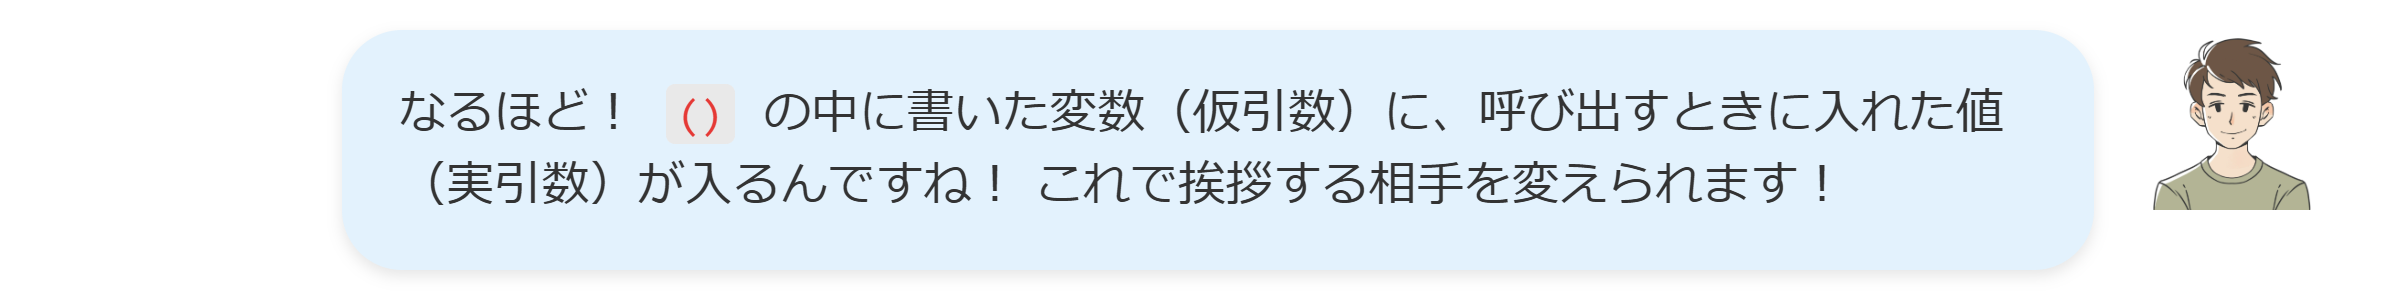 なるほど！ () の中に書いた変数（仮引数）に、呼び出すときに入れた値
（実引数）が入るんですね！ これで挨拶する相手を変えられます！